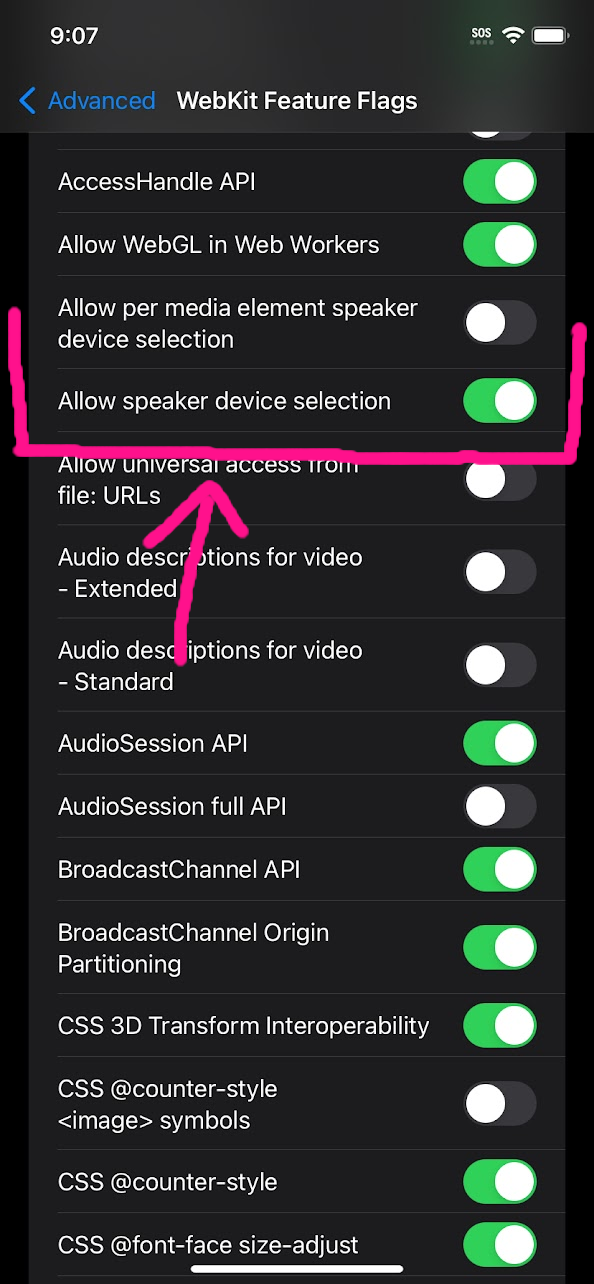 9:07
SOS
Advanced
WebKit Feature Flags
AccessHandle API
Allow WebGL in Web Workers
Allow per media element speaker
device selection
Allow speaker device selection
Allow universal access from
file: URLs
Audio descriptions for video
- Extended
Audio descriptions for video
- Standard
AudioSession API
AudioSession full API
BroadcastChannel API
BroadcastChannel Origin
Partitioning
CSS 3D Transform Interoperability
CSS @counter-style
<image> symbols
CSS @counter-style
CSS @font-face size-adjust